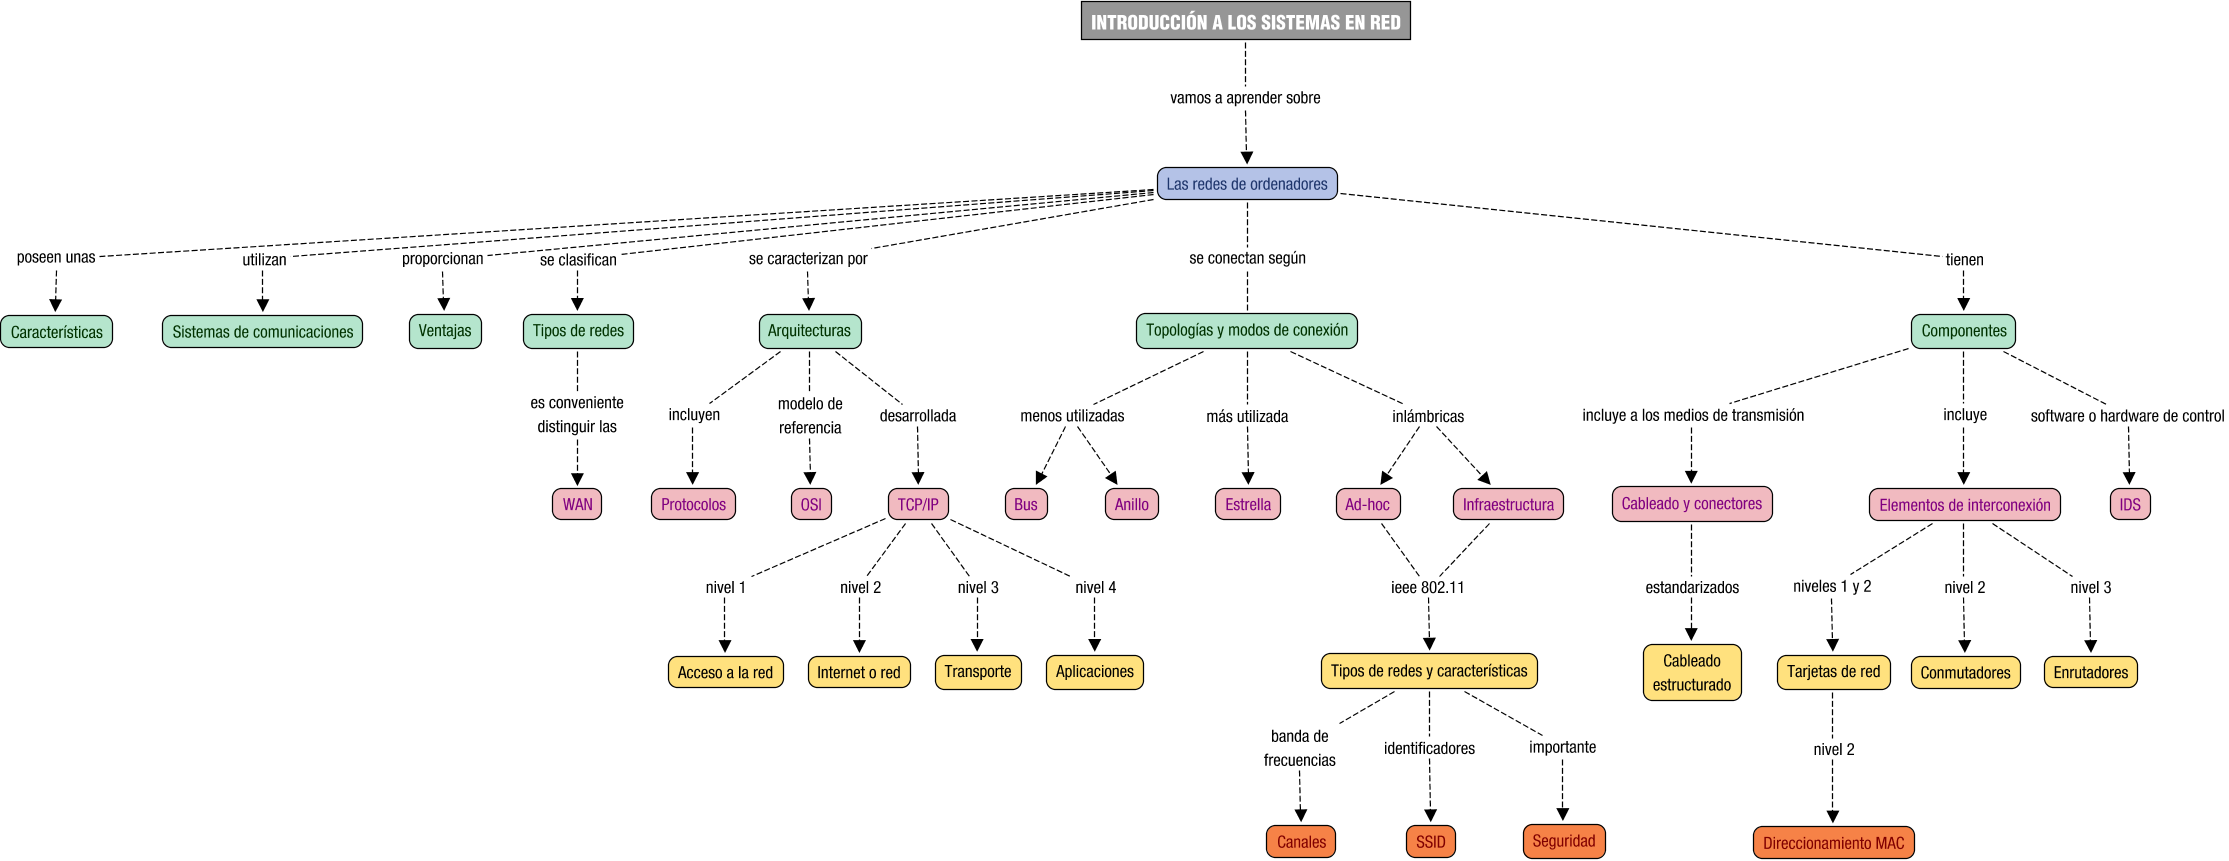 INTRODUCCIÓN A LOS SISTEMAS EN RED
vamos a aprender sobre
Las redes de ordenadores
poseen unas
utilizan
proporcionan
se clasifican
se caracterizan por
se conectan según
tienen
Características
Sistemas de comunicaciones
Ventajas
Tipos de redes
Arquitecturas
Topologías y modos de conexión
Componentes
es conveniente
distinguir las
incluyen
modelo de
referencia
desarrollada
menos utilizadas
más utilizada
inlámbricas
incluye a los medios de transmisión
incluye
software o hardware de control
WAN
Protocolos
OSI
TCP/IP
Bus
Anillo
Estrella
Ad-hoc
Infraestructura
Cableado y conectores
Elementos de interconexión
IDS
nivel 1
nivel 2
nivel 3
nivel 4
ieee 802.11
estandarizados
niveles 1 y 2
nivel 2
nivel 3
Acceso a la red
Internet o red
Transporte
Aplicaciones
Tipos de redes y características
Cableado
estructurado
Tarjetas de red
Conmutadores
Enrutadores
banda de
frecuencias
identificadores
importante
nivel 2
Canales
SSID
Seguridad
Direccionamiento MAC